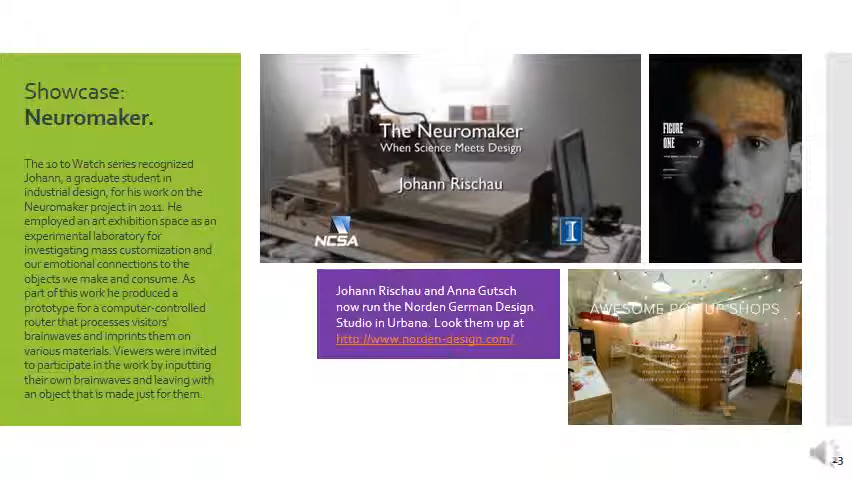 Showcase:
Neuromaker.
The 10 to Watch series recognized
Johann, a graduate student in
industrial design, for his work on the
Neuromaker project in 2011. He
employed an art exhibition space as an
experimental laboratory for
investigating mass customization and
our emotional connections to the
objects we make and consume. As
part of this work he produced a
prototype for a computer-controlled
router that processes visitors'
brainwaves and imprints them on
various materials. Viewers were invited
to participate in the work by inputting
their own brainwaves and leaving with
an object that is made just for them.
The Neuromaker
When Science Meets Design
Johann Rischau
NCSA
I
FIGURE
ONE
Johann Rischau and Anna Gutsch
now run the Norden German Design
Studio in Urbana. Look them up at
http://www.norden-design.com/
AWESOME POP UP SHOPS
23